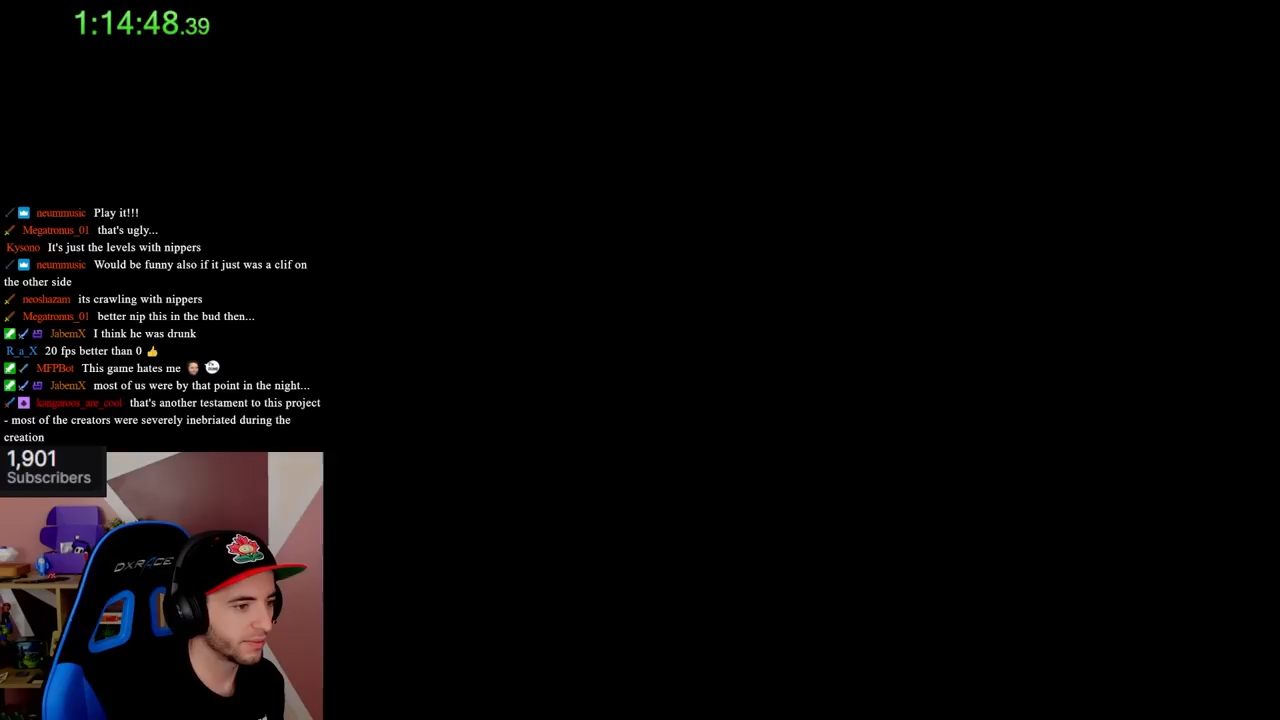 1:14:48.39
neummusic Play it!!!
Megatronus_01 that's ugly...
Kysono It's just the levels with nippers
neummusic Would be funny also if it just was a clif on
the other side
neoshazam its crawling with nippers
Megatronus_01 better nip this in the bud then...
JabemX I think he was drunk
R_a_X 20 fps better than 0 👍
MFPBot This game hates me
JabemX most of us were by that point in the night...
kangaroos_are_cool that's another testament to this project
- most of the creators were severely inebriated during the
creation
1,901
Subscribers
DXRACE